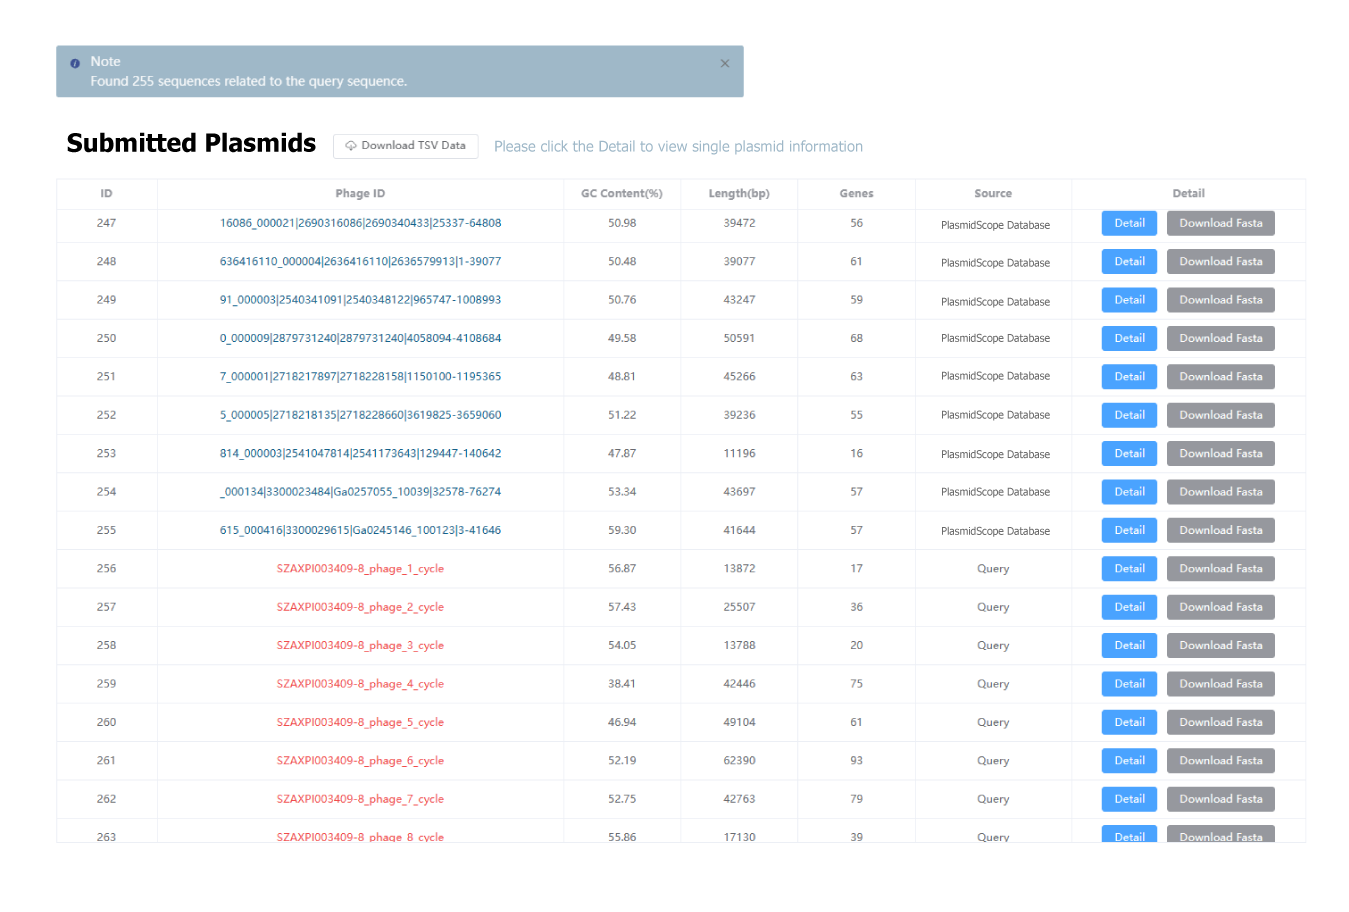 Note
Found 255 sequences related to the query sequence.
Submitted Plasmids Download TSV Data Please click the Detail to view single plasmid information
ID Phage ID GC Content(%) Length(bp) Genes Source Detail
247 16086_000021|2690316086|2690340433|25337-64808 50.98 39472 56 PlasmidScope Database Detail Download Fasta
248 636416110_000004|2636416110|2636579913|1-39077 50.48 39077 61 PlasmidScope Database Detail Download Fasta
249 91_000003|2540341091|2540348122|965747-1008993 50.76 43247 59 PlasmidScope Database Detail Download Fasta
250 0_000009|2879731240|2879731240|4058094-4108684 49.58 50591 68 PlasmidScope Database Detail Download Fasta
251 7_000001|2718217897|2718228158|1150100-1195365 48.81 45266 63 PlasmidScope Database Detail Download Fasta
252 5_000005|2718218135|2718228660|3619825-3659060 51.22 39236 55 PlasmidScope Database Detail Download Fasta
253 814_000003|2541047814|2541173643|129447-140642 47.87 11196 16 PlasmidScope Database Detail Download Fasta
254 _000134|3300023484|Ga0257055_10039|32578-76274 53.34 43697 57 PlasmidScope Database Detail Download Fasta
255 615_000416|3300029615|Ga0245146_100123|3-41646 59.30 41644 57 PlasmidScope Database Detail Download Fasta
256 SZAXPI003409-8_phage_1_cycle 56.87 13872 17 Query Detail Download Fasta
257 SZAXPI003409-8_phage_2_cycle 57.43 25507 36 Query Detail Download Fasta
258 SZAXPI003409-8_phage_3_cycle 54.05 13788 20 Query Detail Download Fasta
259 SZAXPI003409-8_phage_4_cycle 38.41 42446 75 Query Detail Download Fasta
260 SZAXPI003409-8_phage_5_cycle 46.94 49104 61 Query Detail Download Fasta
261 SZAXPI003409-8_phage_6_cycle 52.19 62390 93 Query Detail Download Fasta
262 SZAXPI003409-8_phage_7_cycle 52.75 42763 79 Query Detail Download Fasta
263 SZAXPI003409-8_phage_8_cycle 55.86 17130 39 Query Detail Download Fasta